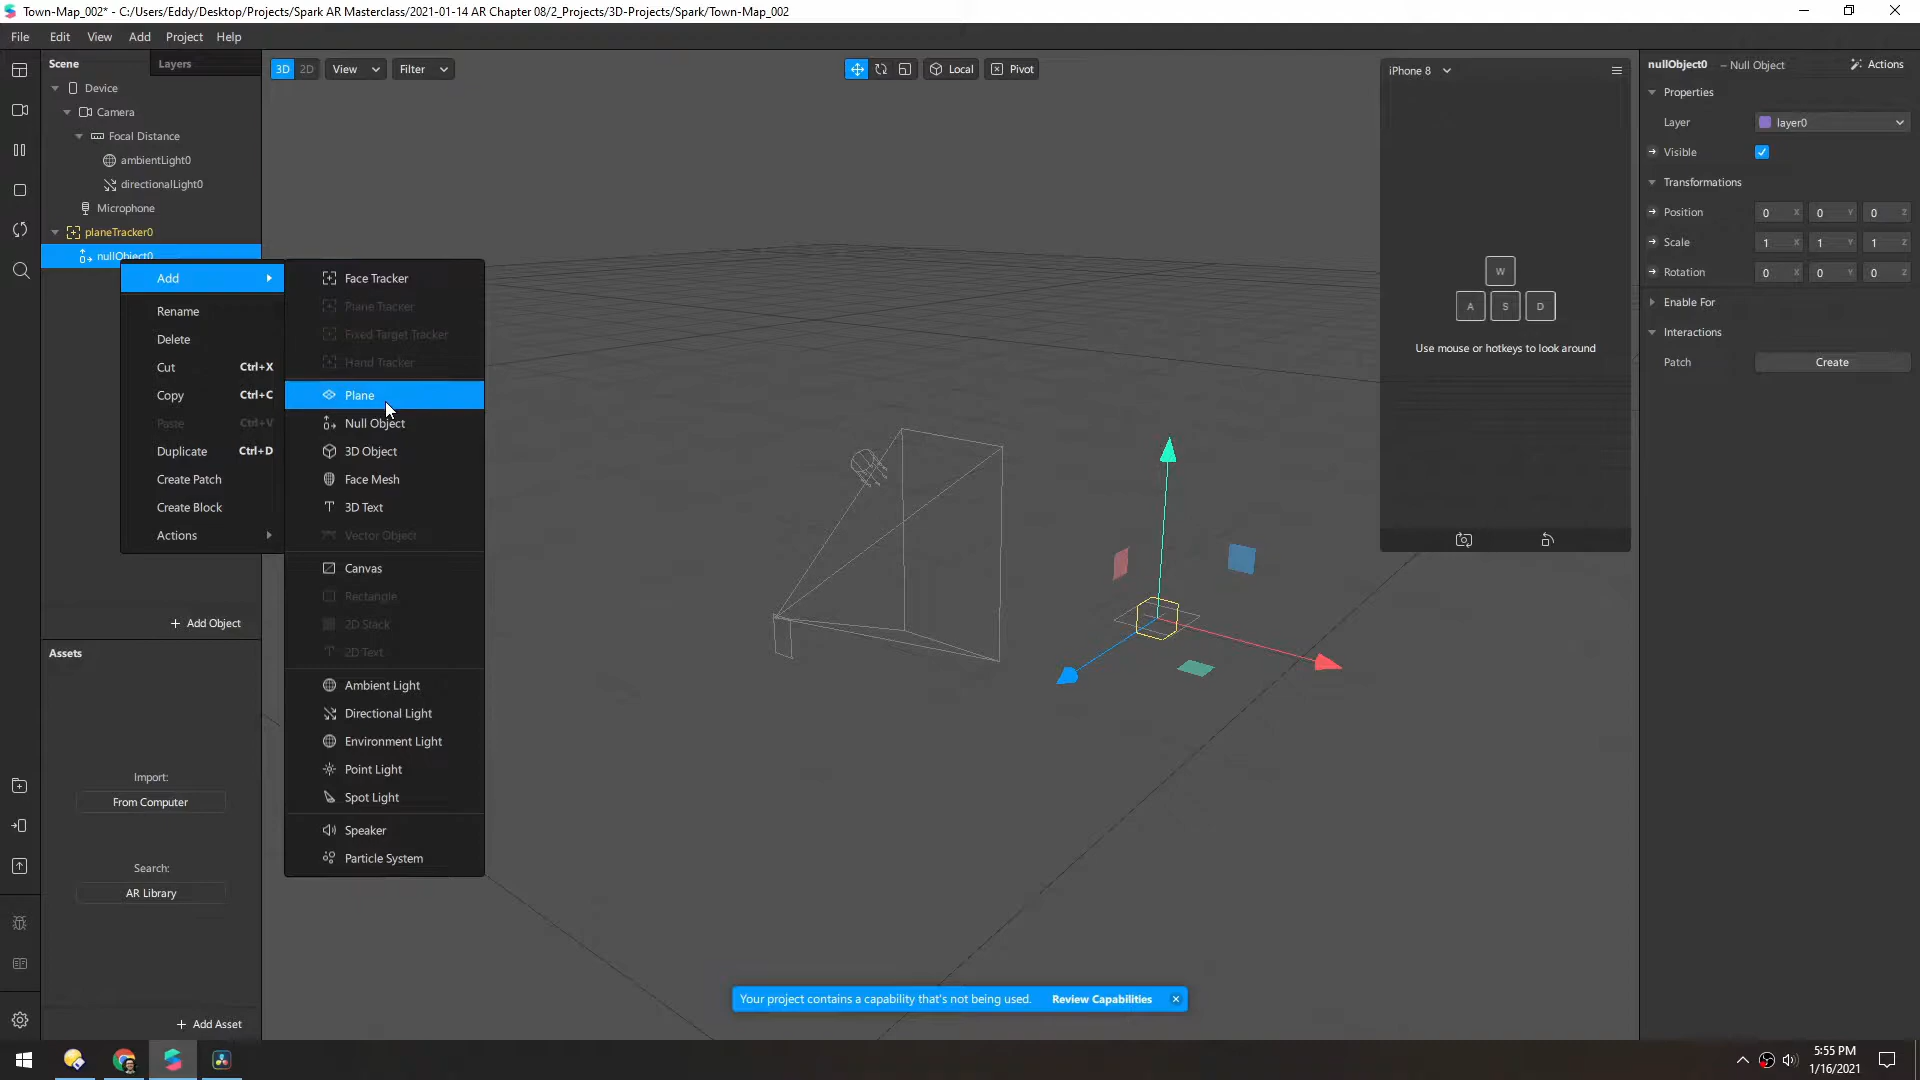 Town-Map_002* - C:/Users/Eddy/Desktop/Projects/Spark AR Masterclass/2021-01-14 AR Chapter 08/2_Projects/3D-Projects/Spark/Town-Map_002
File Edit View Add Project Help
Scene Layers
Device
Camera
Focal Distance
ambientLight0
directionalLight0
Microphone
planeTracker0
nullObject0
Add
Rename
Delete
Cut Ctrl+X
Copy Ctrl+C
Paste Ctrl+V
Duplicate Ctrl+D
Create Patch
Create Block
Actions
Face Tracker
Plane Tracker
Fixed Target Tracker
Hand Tracker
Plane
Null Object
3D Object
Face Mesh
3D Text
Vector Object
Canvas
Rectangle
2D Stack
2D Text
Ambient Light
Directional Light
Environment Light
Point Light
Spot Light
Speaker
Particle System
+ Add Object
Assets
Import:
From Computer
Search:
AR Library
+ Add Asset
3D 2D View Filter
Local Pivot
iPhone 8
W
A S D
Use mouse or hotkeys to look around
nullObject0 – Null Object Actions
Properties
Layer layer0
Visible
Transformations
Position 0 X 0 Y 0 Z
Scale 1 X 1 Y 1 Z
Rotation 0 X 0 Y 0 Z
Enable For
Interactions
Patch Create
Your project contains a capability that's not being used. Review Capabilities
5:55 PM
1/16/2021